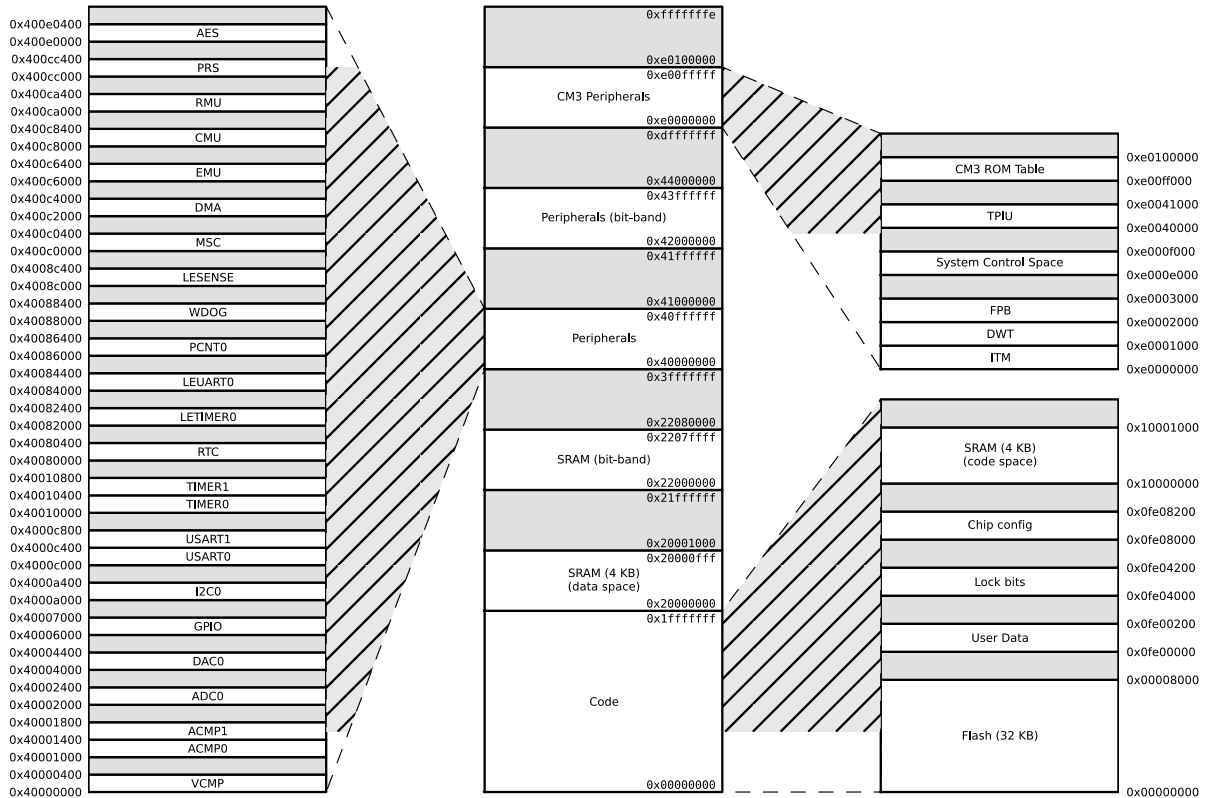 0x400e0400
AES
0x400e0000
0x400cc400
PRS
0x400cc000
0x400ca400
RMU
0x400ca000
0x400c8400
CMU
0x400c8000
0x400c6400
EMU
0x400c6000
0x400c4000
DMA
0x400c2000
0x400c0400
MSC
0x400c0000
0x4008c400
LESENSE
0x4008c000
0x40088400
WDOG
0x40088000
0x40086400
PCNT0
0x40086000
0x40084400
LEUART0
0x40084000
0x40082400
LETIMER0
0x40082000
0x40080400
RTC
0x40080000
0x40010800
TIMER1
0x40010400
TIMER0
0x40010000
0x4000c800
USART1
0x4000c400
USART0
0x4000c000
0x4000a400
I2C0
0x4000a000
0x40007000
GPIO
0x40006000
0x40004400
DAC0
0x40004000
0x40002400
ADC0
0x40002000
0x40001800
ACMP1
0x40001400
ACMP0
0x40001000
0x40000400
VCMP
0x40000000
0xfffffffe
0xe0100000
0xe00fffff
CM3 Peripherals
0xe0000000
0xdfffffff
0x44000000
0x43ffffff
Peripherals (bit-band)
0x42000000
0x41ffffff
0x41000000
0x40ffffff
Peripherals
0x40000000
0x3fffffff
0x22080000
0x2207ffff
SRAM (bit-band)
0x22000000
0x21ffffff
0x20001000
0x20000fff
SRAM (4 KB)
(data space)
0x20000000
0x1fffffff
Code
0x00000000
0xe0100000
CM3 ROM Table
0xe00ff000
0xe0041000
TPIU
0xe0040000
0xe000f000
System Control Space
0xe000e000
0xe0003000
FPB
0xe0002000
DWT
0xe0001000
ITM
0xe0000000
0x10001000
SRAM (4 KB)
(code space)
0x10000000
0x0fe08200
Chip config
0x0fe08000
0x0fe04200
Lock bits
0x0fe04000
0x0fe00200
User Data
0x0fe00000
0x00008000
Flash (32 KB)
0x00000000